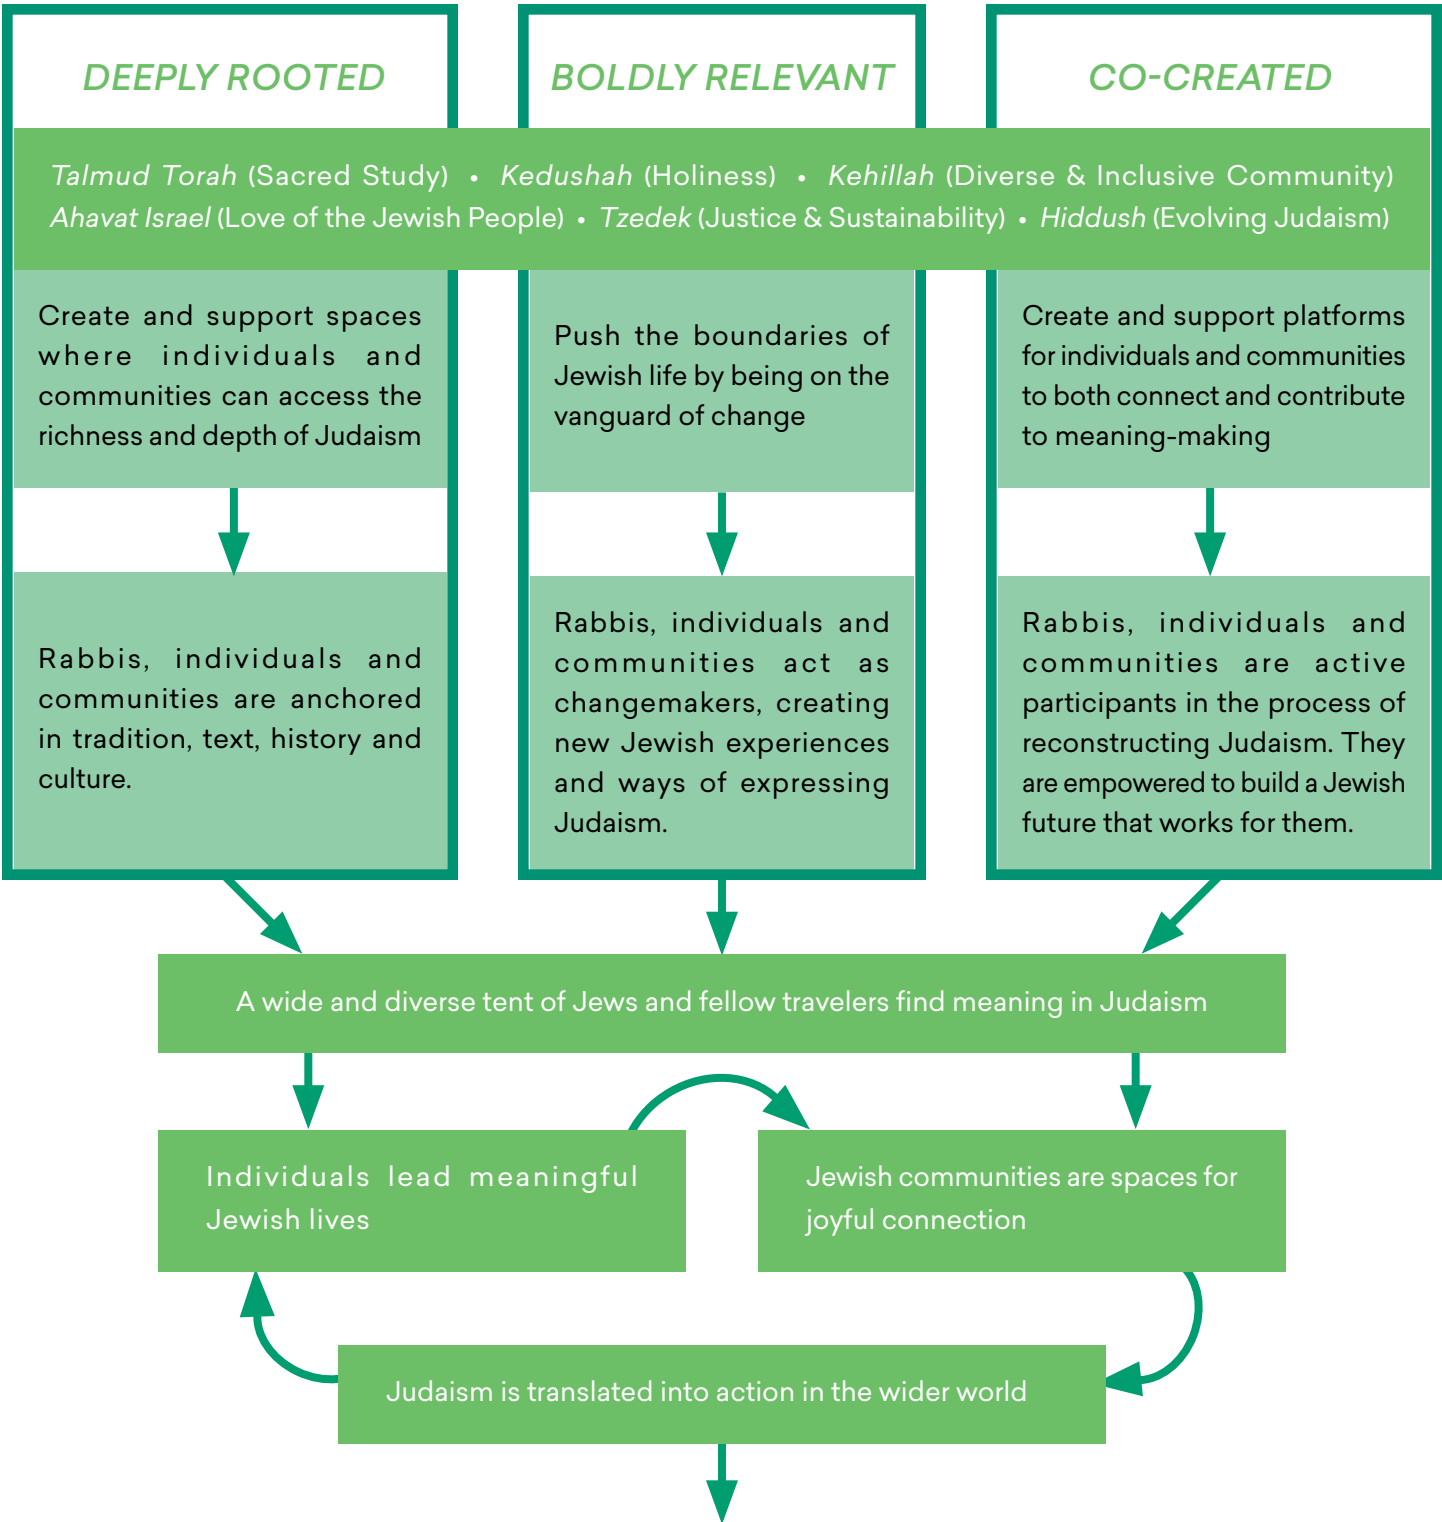 DEEPLY ROOTED
BOLDLY RELEVANT
CO-CREATED
Talmud Torah (Sacred Study) • Kedushah (Holiness) • Kehillah (Diverse & Inclusive Community)
Ahavat Israel (Love of the Jewish People) • Tzedek (Justice & Sustainability) • Hiddush (Evolving Judaism)
Create and support spaces
where individuals and
communities can access the
richness and depth of Judaism
Push the boundaries of
Jewish life by being on the
vanguard of change
Create and support platforms
for individuals and communities
to both connect and contribute
to meaning-making
Rabbis, individuals and
communities are anchored
in tradition, text, history and
culture.
Rabbis, individuals and
communities act as
changemakers, creating
new Jewish experiences
and ways of expressing
Judaism.
Rabbis, individuals and
communities are active
participants in the process of
reconstructing Judaism. They
are empowered to build a Jewish
future that works for them.
A wide and diverse tent of Jews and fellow travelers find meaning in Judaism
Individuals lead meaningful
Jewish lives
Jewish communities are spaces for
joyful connection
Judaism is translated into action in the wider world